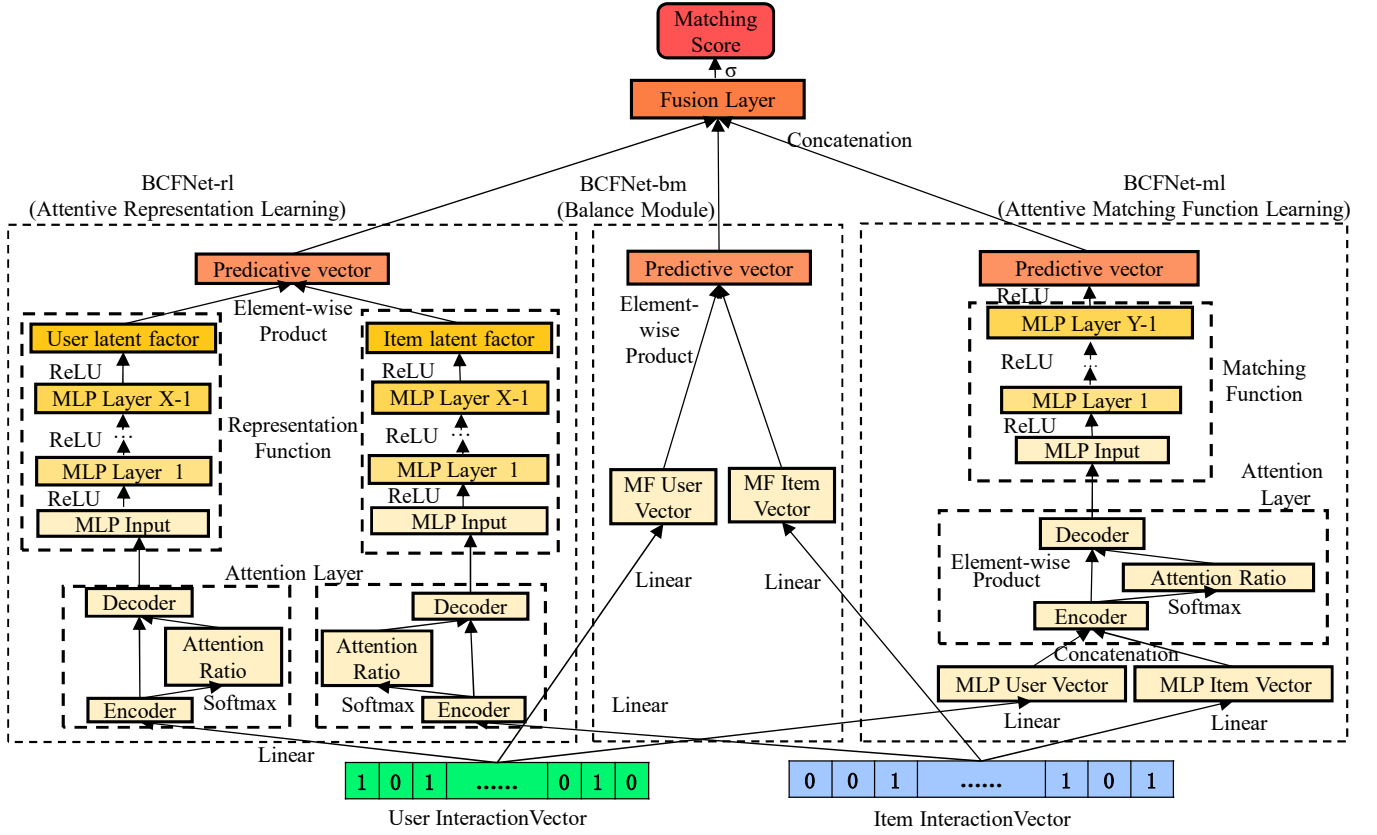 Matching
Score
σ
Fusion Layer
Concatenation
BCFNet-rl
(Attentive Representation Learning)
BCFNet-bm
(Balance Module)
BCFNet-ml
(Attentive Matching Function Learning)
Predicative vector
Element-wise
Product
User latent factor
ReLU
MLP Layer X-1
ReLU
...
MLP Layer 1
ReLU
MLP Input
Representation
Function
Item latent factor
ReLU
MLP Layer X-1
ReLU
...
MLP Layer 1
ReLU
MLP Input
Attention Layer
Decoder
Attention
Ratio
Softmax
Encoder
Decoder
Attention
Ratio
Softmax
Encoder
Linear
Predictive vector
Element-
wise
Product
MF User
Vector
MF Item
Vector
Linear
Linear
Linear
Predictive vector
ReLU
MLP Layer Y-1
ReLU
...
MLP Layer 1
ReLU
MLP Input
Matching
Function
Attention
Layer
Decoder
Element-wise
Product
Attention Ratio
Softmax
Encoder
Concatenation
MLP User Vector
MLP Item Vector
Linear
Linear
1 0 1 ...... 0 1 0
User InteractionVector
0 0 1 ...... 1 0 1
Item InteractionVector